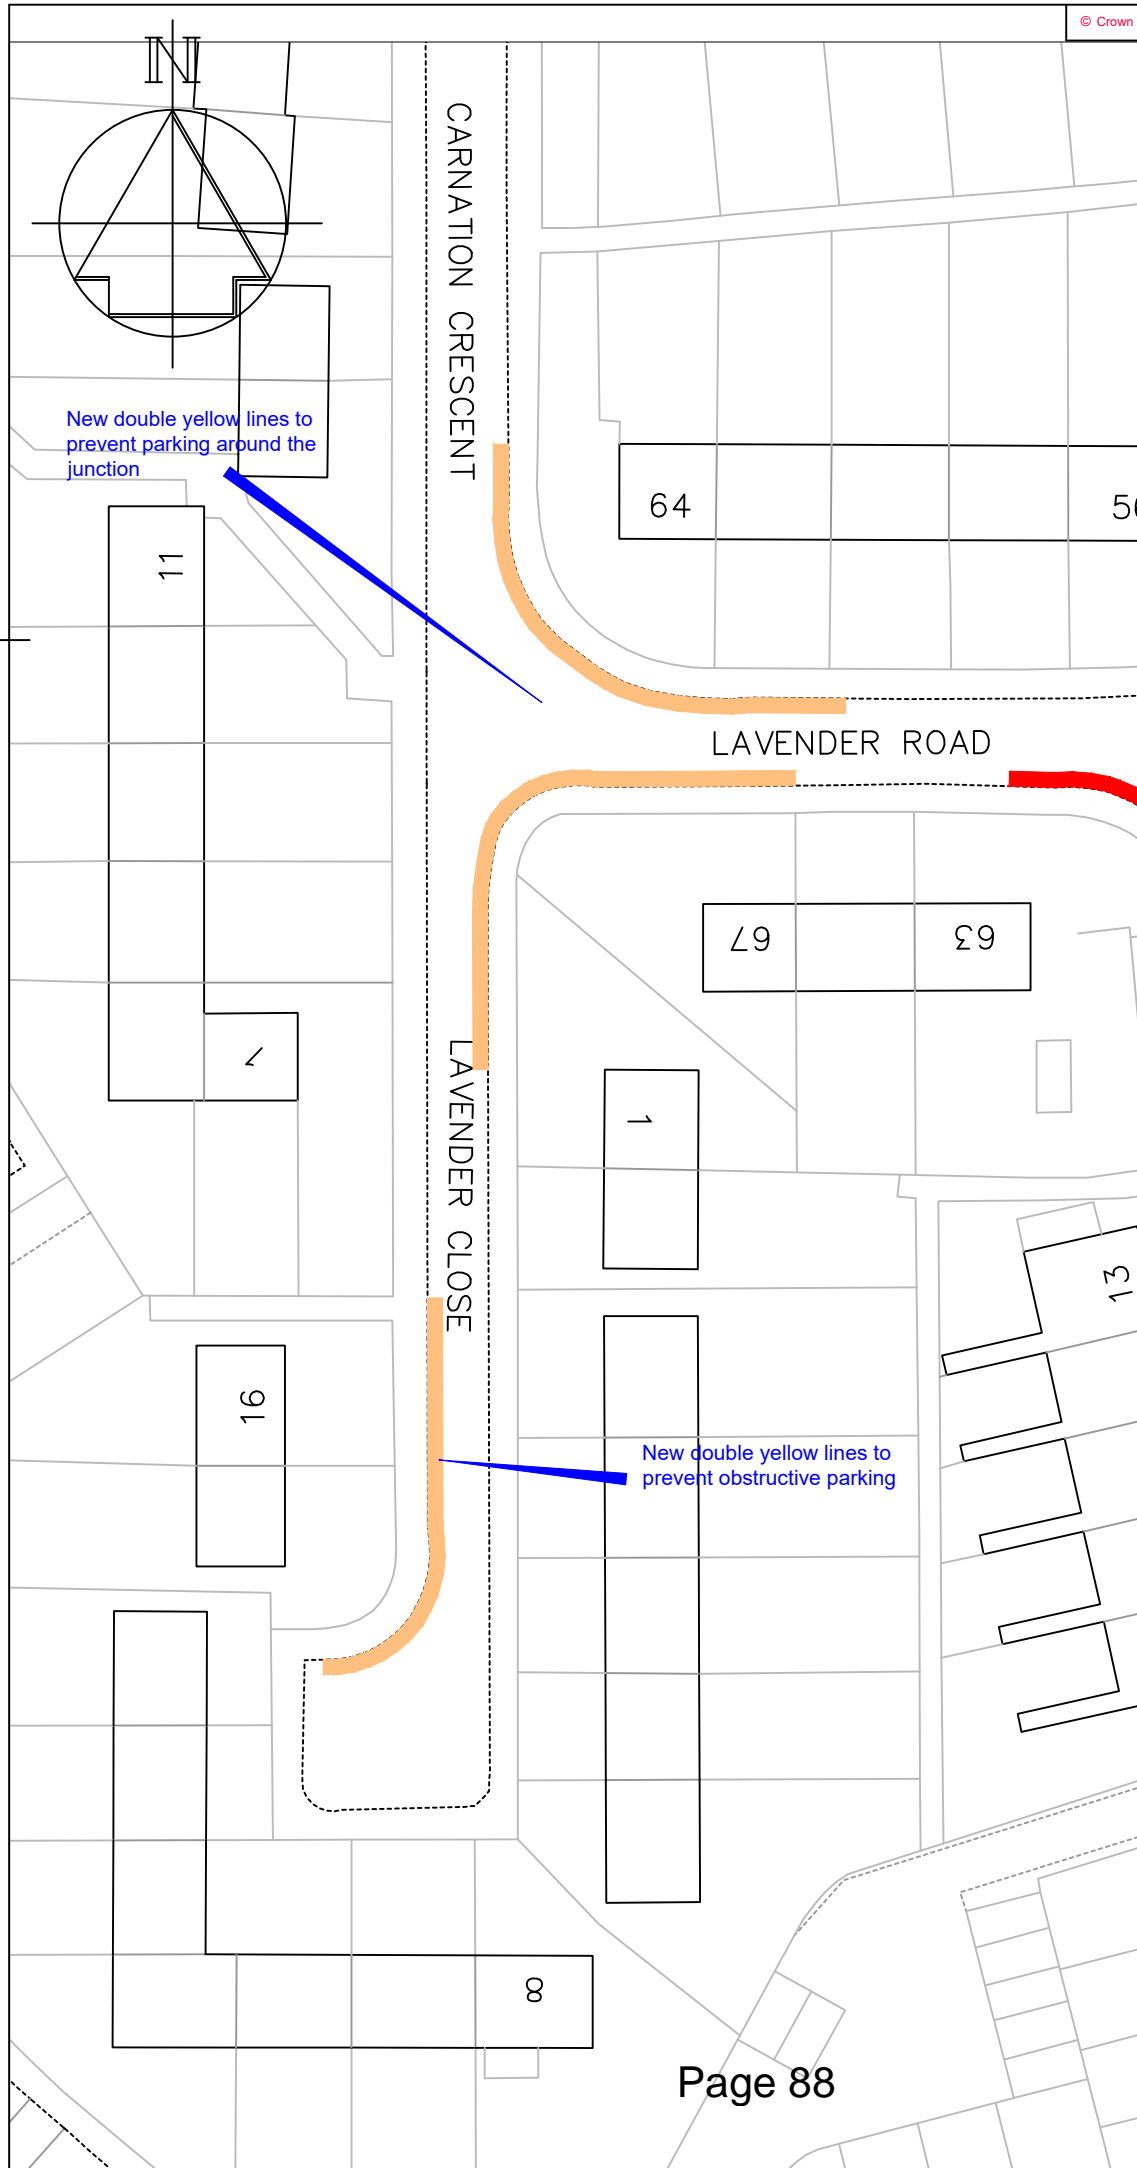 © Crown
N
CARNATION CRESCENT
New double yellow lines to
prevent parking around the
junction
64
11
LAVENDER ROAD
67
63
7
LAVENDER CLOSE
1
13
16
New double yellow lines to
prevent obstructive parking
8
Page 88